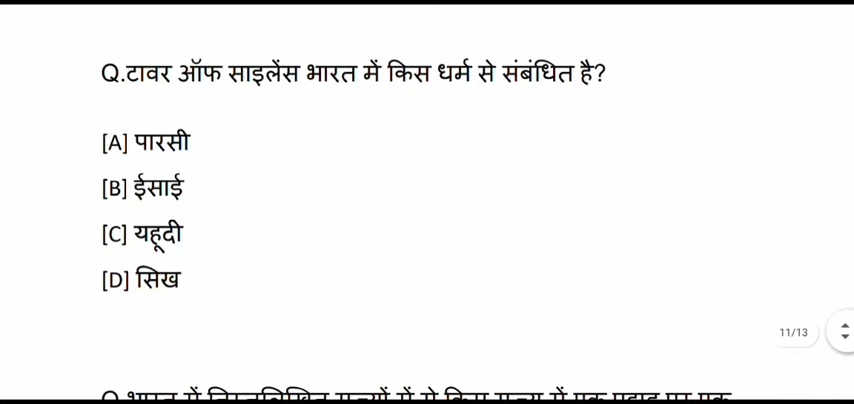 Q.टावर ऑफ साइलेंस भारत में किस धर्म से संबंधित है?
[A] पारसी
[B] ईसाई
[C] यहूदी
[D] सिख
11/13